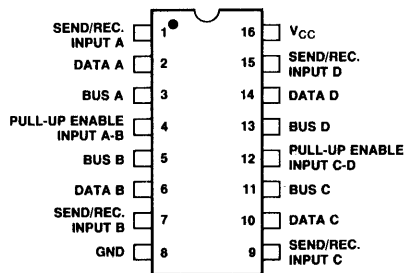 SEND/REC.
INPUT A
1
16
VCC
DATA A
2
15
SEND/REC.
INPUT D
BUS A
3
14
DATA D
PULL-UP ENABLE
INPUT A-B
4
13
BUS D
BUS B
5
12
PULL-UP ENABLE
INPUT C-D
DATA B
6
11
BUS C
SEND/REC.
INPUT B
7
10
DATA C
GND
8
9
SEND/REC.
INPUT C